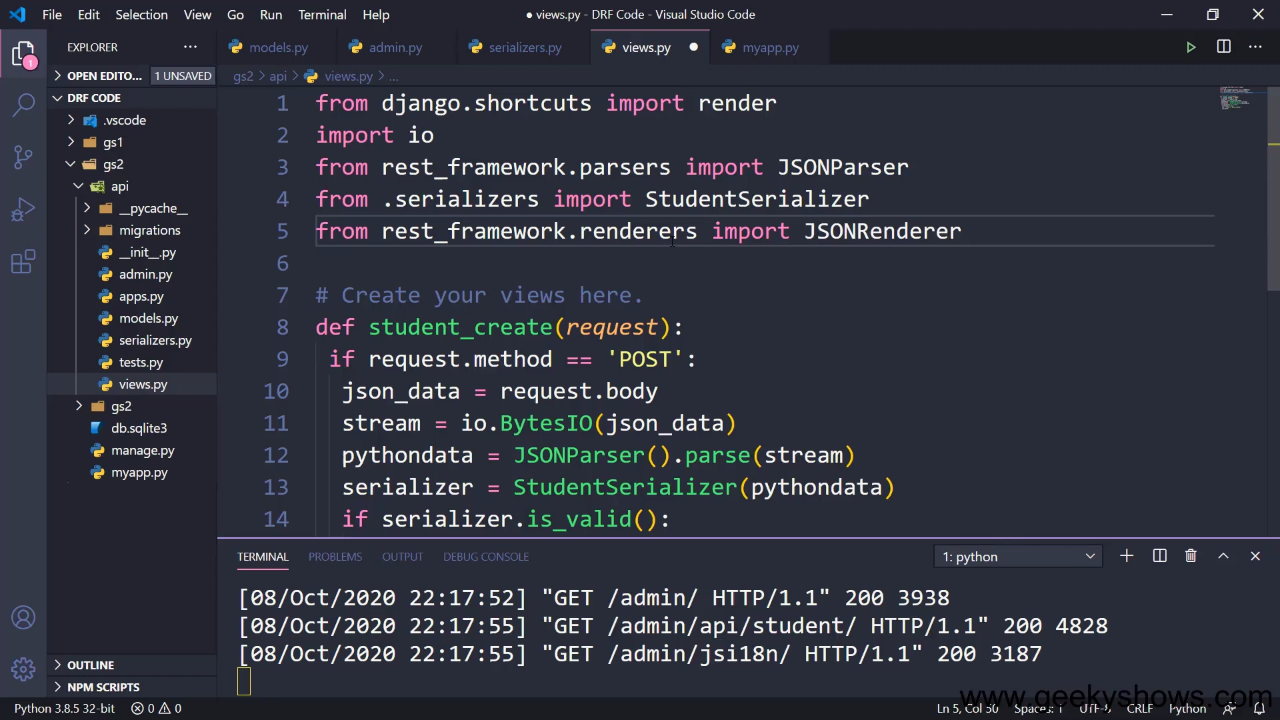 File Edit Selection View Go Run Terminal Help
● views.py - DRF Code - Visual Studio Code
EXPLORER
models.py admin.py serializers.py views.py myapp.py
OPEN EDITO... 1 UNSAVED
gs2 > api > views.py > ...
DRF CODE
.vscode
gs1
gs2
api
__pycache__
migrations
__init__.py
admin.py
apps.py
models.py
serializers.py
tests.py
views.py
gs2
db.sqlite3
manage.py
myapp.py
OUTLINE
NPM SCRIPTS
1 from django.shortcuts import render
2 import io
3 from rest_framework.parsers import JSONParser
4 from .serializers import StudentSerializer
5 from rest_framework.renderers import JSONRenderer
6
7 # Create your views here.
8 def student_create(request):
9 if request.method == 'POST':
10 json_data = request.body
11 stream = io.BytesIO(json_data)
12 pythondata = JSONParser().parse(stream)
13 serializer = StudentSerializer(pythondata)
14 if serializer.is_valid():
TERMINAL PROBLEMS OUTPUT DEBUG CONSOLE 1: python
[08/Oct/2020 22:17:52] "GET /admin/ HTTP/1.1" 200 3938
[08/Oct/2020 22:17:55] "GET /admin/api/student/ HTTP/1.1" 200 4828
[08/Oct/2020 22:17:55] "GET /admin/jsi18n/ HTTP/1.1" 200 3187
www.geekyshows.com
Python 3.8.5 32-bit 0 0 Ln 5, Col 50 Spaces: 1 UTF-8 CRLF Python
1